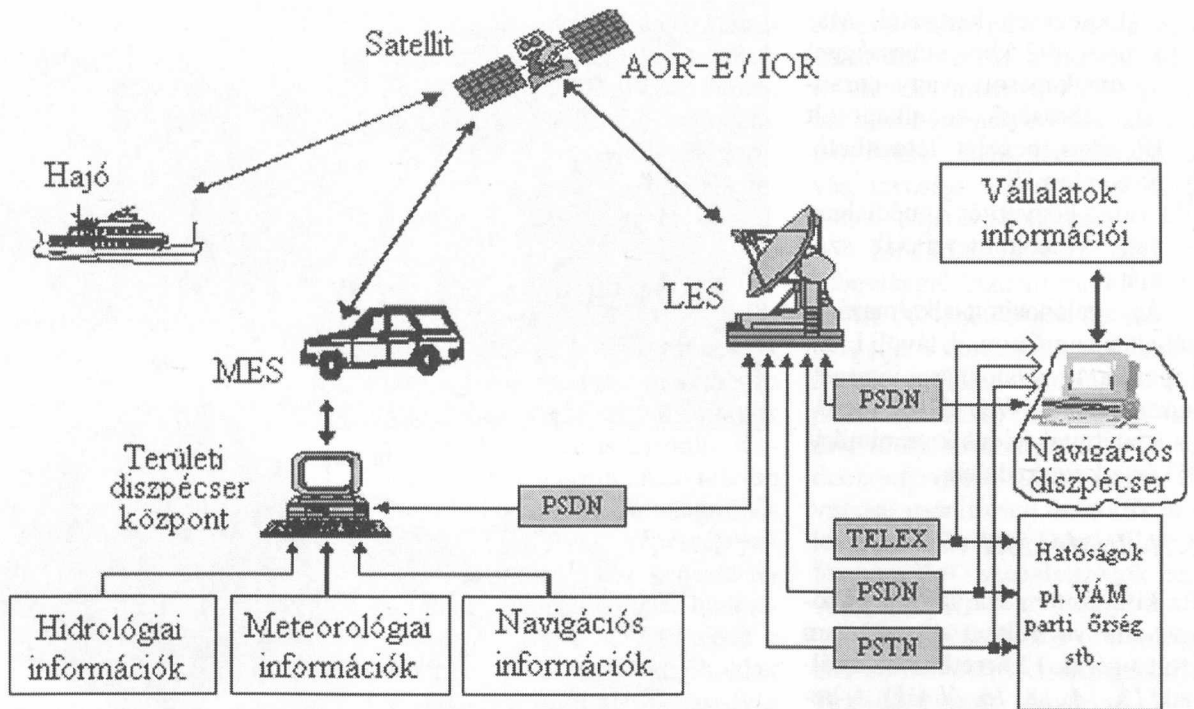 Satellit
AOR-E / IOR
Hajó
Vállalatok
információi
LES
MES
PSDN
Navigációs
diszpécser
Területi
diszpécser
központ
PSDN
TELEX
PSDN
PSTN
Hatóságok
pl. VÁM
parti őrség
stb.
Hidrológiai
információk
Meteorológiai
információk
Navigációs
információk